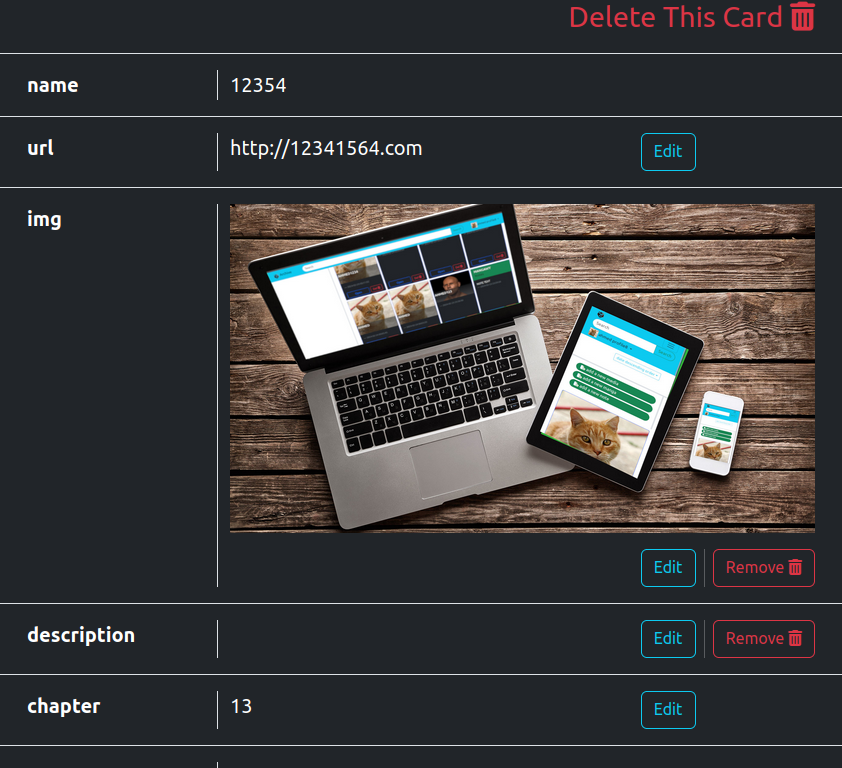 Delete This Card
name 12354
url http://12341564.com Edit
img
Edit Remove
description Edit Remove
chapter 13 Edit